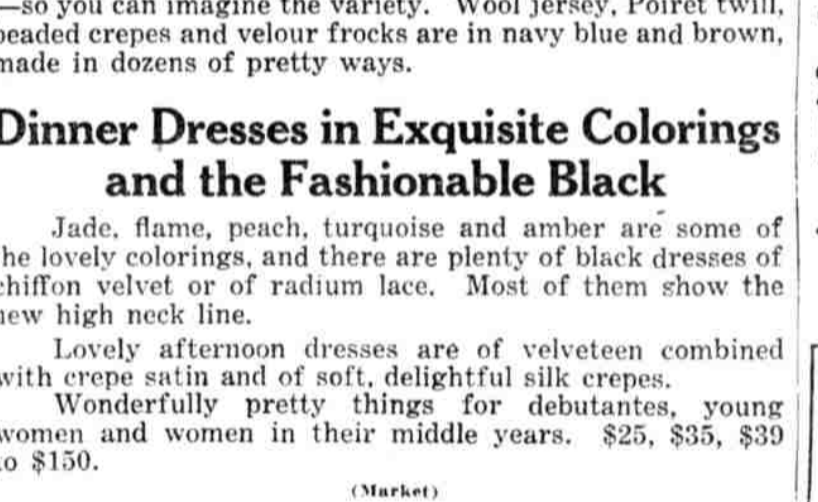 —so you can imagine the variety. Wool jersey, Poiret twill,
beaded crepes and velour frocks are in navy blue and brown,
made in dozens of pretty ways.
Dinner Dresses in Exquisite Colorings
and the Fashionable Black
Jade, flame, peach, turquoise and amber are some of
the lovely colorings, and there are plenty of black dresses of
chiffon velvet or of radium lace. Most of them show the
new high neck line.
Lovely afternoon dresses are of velveteen combined
with crepe satin and of soft, delightful silk crepes.
Wonderfully pretty things for debutantes, young
women and women in their middle years. $25, $35, $39
to $150.
(Market)